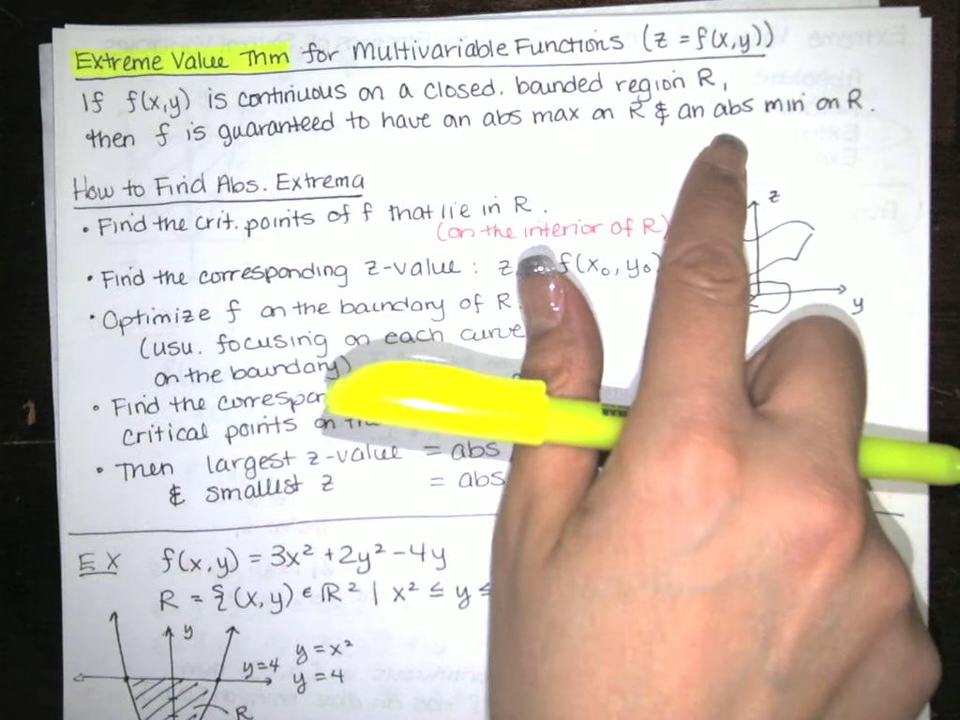 Extreme Value Thm for Multivariable Functions (z = f(x,y))
If f(x,y) is continuous on a closed, bounded region R,
then f is guaranteed to have an abs max on R & an abs min on R.
How to Find Abs. Extrema
• Find the crit. points of f that lie in R.
(on the interior of R)
z
• Find the corresponding z-value: z f(x₀, y₀)
y
• Optimize f on the boundary of R
(usu. focusing on each curve
on the boundary)
• Find the
critical points on
• Then largest z-value = abs
& smallest z = abs
EX f(x,y) = 3x² + 2y² - 4y
R = {(x,y) ∈ ℝ² | x² ≤ y ≤
y
y = x²
y=4 y = 4
R